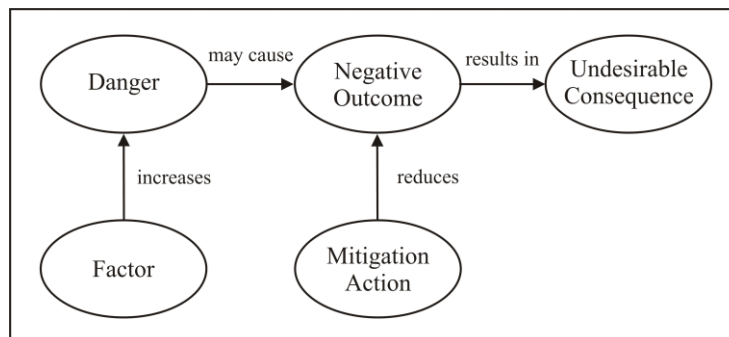 may cause
results in
Danger
Negative
Outcome
Undesirable
Consequence
increases
reduces
Factor
Mitigation
Action